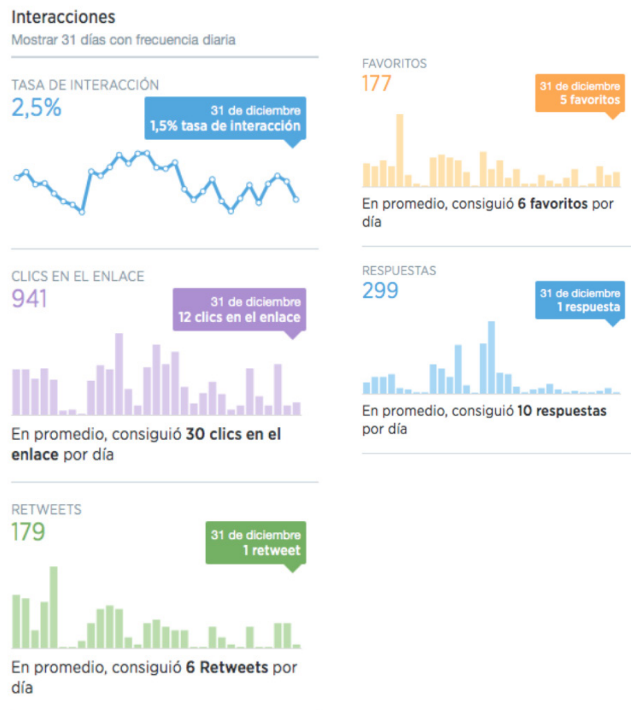 Interacciones
Mostrar 31 días con frecuencia diaria
TASA DE INTERACCIÓN
2,5%
31 de diciembre
1,5% tasa de interacción
CLICS EN EL ENLACE
941
31 de diciembre
12 clics en el enlace
En promedio, consiguió 30 clics en el
enlace por día
RETWEETS
179
31 de diciembre
1 retweet
En promedio, consiguió 6 Retweets por
día
FAVORITOS
177
31 de diciembre
5 favoritos
En promedio, consiguió 6 favoritos por
día
RESPUESTAS
299
31 de diciembre
1 respuesta
En promedio, consiguió 10 respuestas
por día